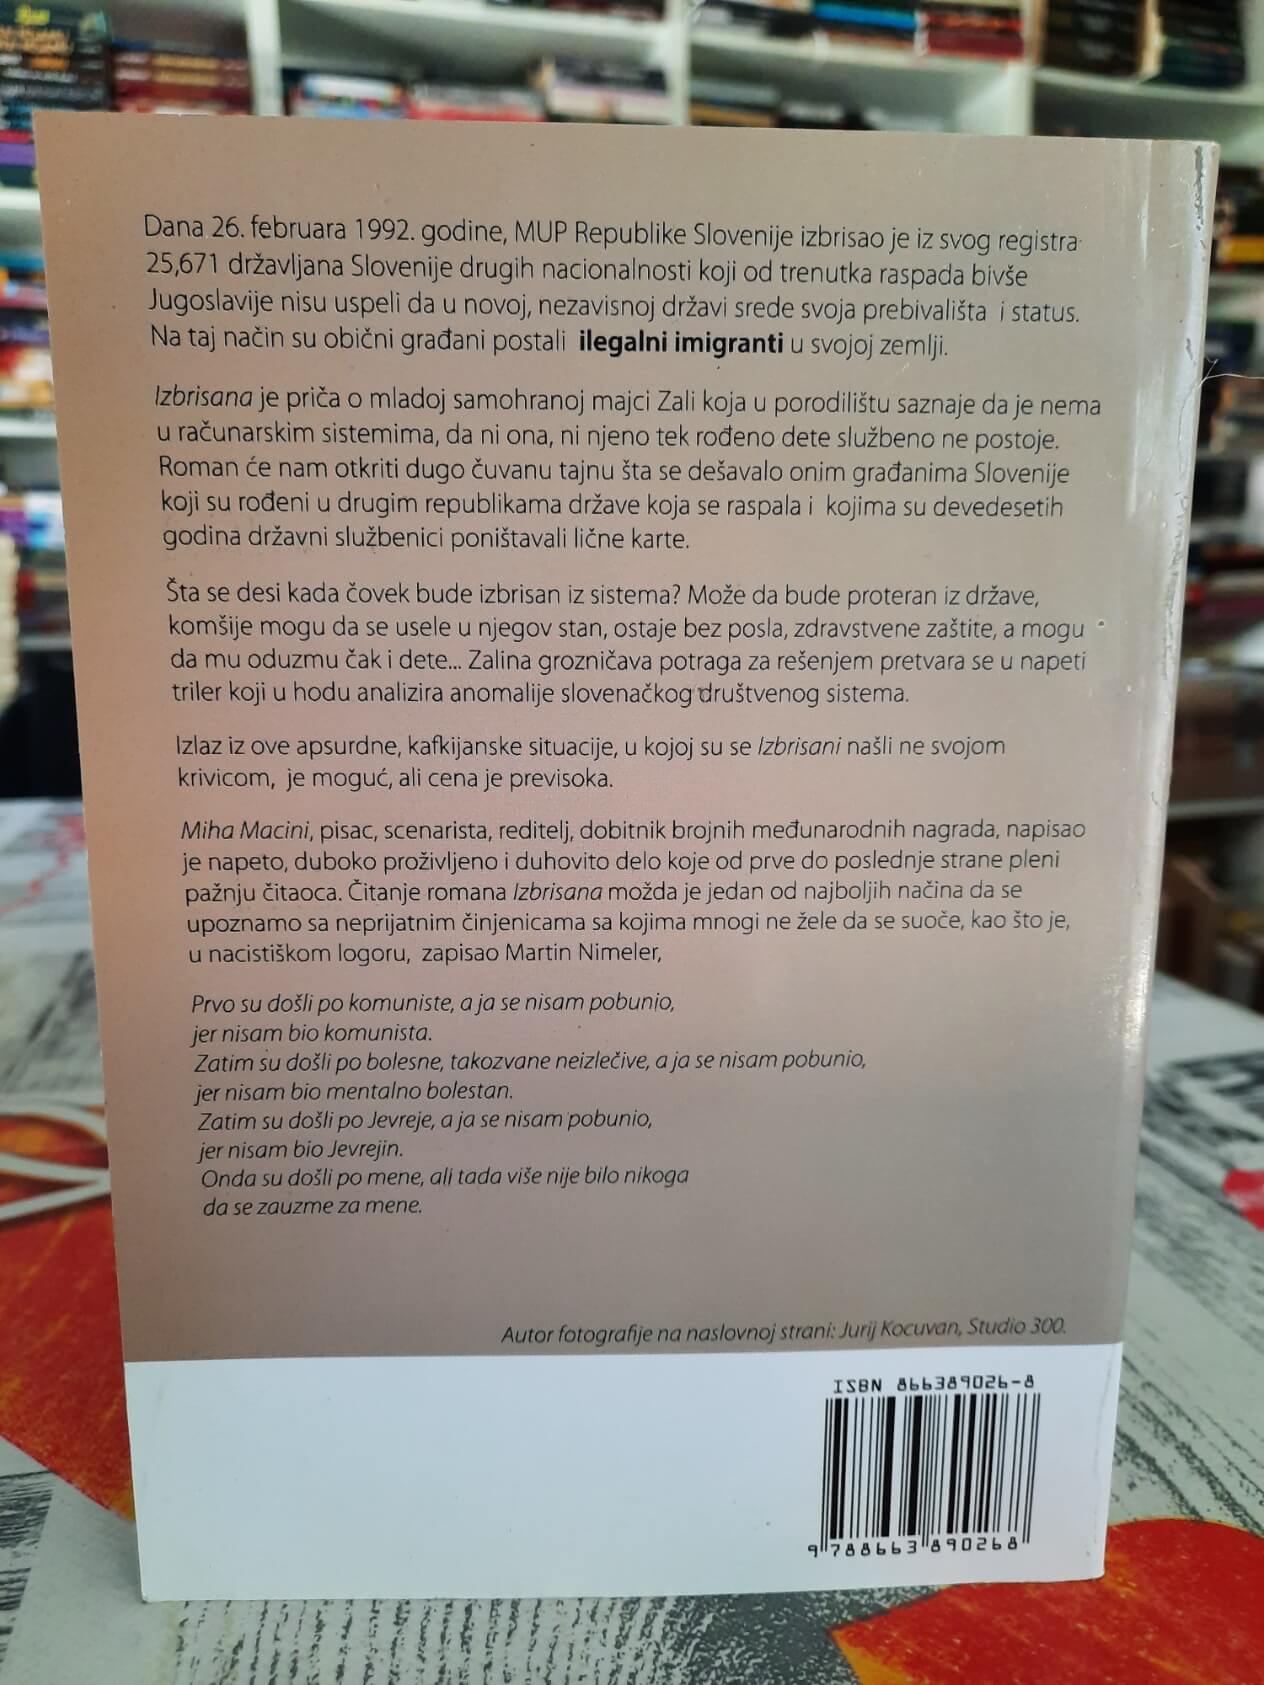 Dana 26. februara 1992. godine, MUP Republike Slovenije izbrisao je iz svog registra
25,671 državljana Slovenije drugih nacionalnosti koji od trenutka raspada bivše
Jugoslavije nisu uspeli da u novoj, nezavisnoj državi srede svoja prebivališta i status.
Na taj način su obični građani postali ilegalni imigranti u svojoj zemlji.
Izbrisana je priča o mladoj samohranoj majci Zali koja u porodilištu saznaje da je nema
u računarskim sistemima, da ni ona, ni njeno tek rođeno dete službeno ne postoje.
Roman će nam otkriti dugo čuvanu tajnu šta se dešavalo onim građanima Slovenije
koji su rođeni u drugim republikama države koja se raspala i kojima su devedesetih
godina državni službenici poništavali lične karte.
Šta se desi kada čovek bude izbrisan iz sistema? Može da bude proteran iz države,
komšije mogu da se usele u njegov stan, ostaje bez posla, zdravstvene zaštite, a mogu
da mu oduzmu čak i dete... Zalina grozničava potraga za rešenjem pretvara se u napeti
triler koji u hodu analizira anomalije slovenačkog društvenog sistema.
Izlaz iz ove apsurdne, kafkijanske situacije, u kojoj su se Izbrisani našli ne svojom
krivicom, je moguć, ali cena je previsoka.
Miha Macini, pisac, scenarista, reditelj, dobitnik brojnih međunarodnih nagrada, napisao
je napeto, duboko proživljeno i duhovito delo koje od prve do poslednje strane pleni
pažnju čitaoca. Čitanje romana Izbrisana možda je jedan od najboljih načina da se
upoznamo sa neprijatnim činjenicama sa kojima mnogi ne žele da se suoče, kao što je,
u nacistiškom logoru, zapisao Martin Nimeler,
Prvo su došli po komuniste, a ja se nisam pobunio,
jer nisam bio komunista.
Zatim su došli po bolesne, takozvane neizlečive, a ja se nisam pobunio,
jer nisam bio mentalno bolestan.
Zatim su došli po Jevreje, a ja se nisam pobunio,
jer nisam bio Jevrejin.
Onda su došli po mene, ali tada više nije bilo nikoga
da se zauzme za mene.
Autor fotografije na naslovnoj strani: Jurij Kocuvan, Studio 300.
ISBN 866389026-8
9 788663 890268